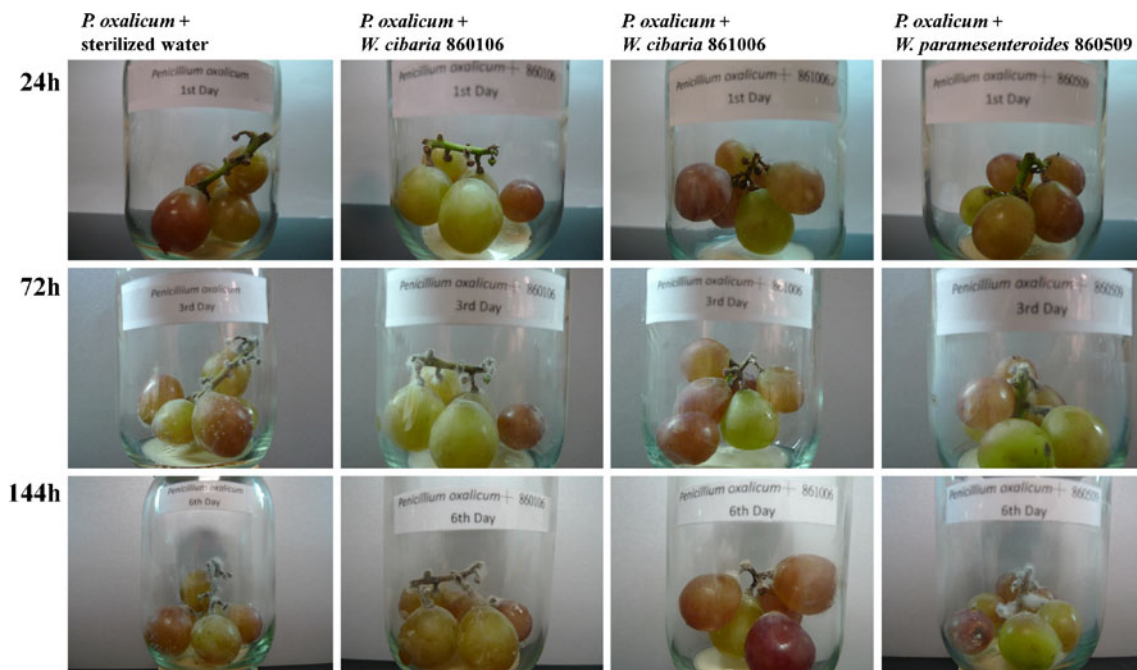 P. oxalicum +
sterilized water
P. oxalicum +
W. cibaria 860106
P. oxalicum +
W. cibaria 861006
P. oxalicum +
W. paramesenteroides 860509
24h
Penicillium oxalicum
1st Day
Penicillium oxalicum + 860106
1st Day
Penicillium oxalicum + 861006
1st Day
Penicillium oxalicum + 860509
1st Day
72h
Penicillium oxalicum
3rd Day
Penicillium oxalicum + 860106
3rd Day
Penicillium oxalicum + 861006
3rd Day
Penicillium oxalicum + 860509
3rd Day
144h
Penicillium oxalicum
6th Day
Penicillium oxalicum + 860106
6th Day
Penicillium oxalicum + 861006
6th Day
Penicillium oxalicum + 860509
6th Day